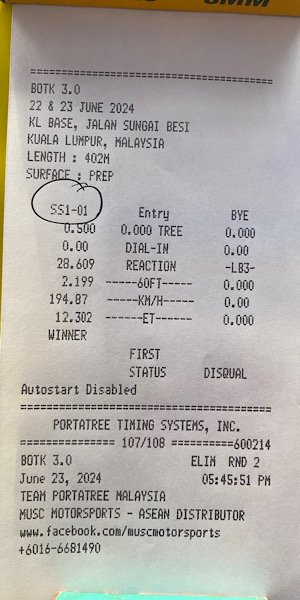 0MM
==================================
BOTK 3.0
22 & 23 JUNE 2024
KL BASE, JALAN SUNGAI BESI
KUALA LUMPUR, MALAYSIA
LENGTH : 402M
SURFACE : PREP
SS1-01 Entry BYE
0.500 0.000 TREE 0.000
0.00 DIAL-IN 0.00
28.609 REACTION -LB3-
2.199 ------60FT----- 0.000
194.87 -----KM/H----- 0.00
12.302 ------ET------ 0.000
WINNER
FIRST
STATUS DISQUAL
Autostart Disabled
==================================
PORTATREE TIMING SYSTEMS, INC.
============== 107/108 ==========600214
BOTK 3.0 ELIM RND 2
June 23, 2024 05:45:51 PM
TEAM PORTATREE MALAYSIA
MUSC MOTORSPORTS - ASEAN DISTRIBUTOR
www.facebook.com/muscmotorsports
+6016-6681490